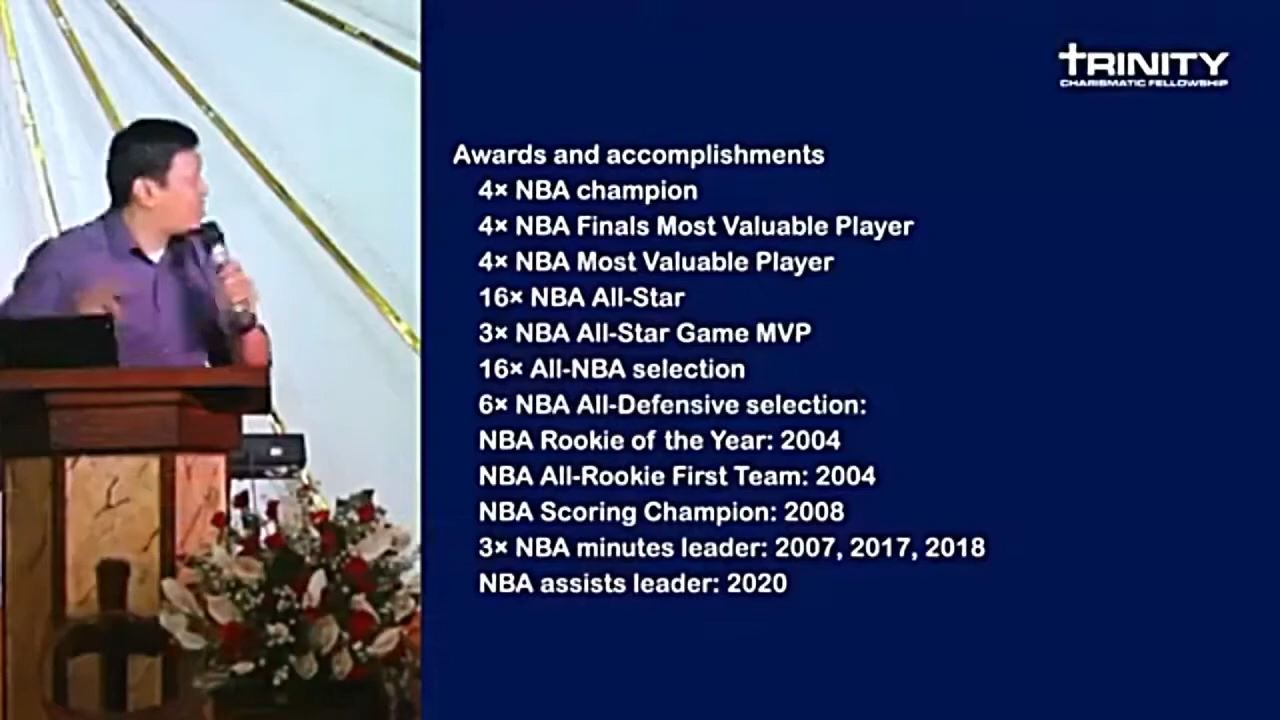 TRINITY
CHARISMATIC FELLOWSHIP
Awards and accomplishments
4× NBA champion
4× NBA Finals Most Valuable Player
4× NBA Most Valuable Player
16× NBA All-Star
3× NBA All-Star Game MVP
16× All-NBA selection
6× NBA All-Defensive selection:
NBA Rookie of the Year: 2004
NBA All-Rookie First Team: 2004
NBA Scoring Champion: 2008
3× NBA minutes leader: 2007, 2017, 2018
NBA assists leader: 2020